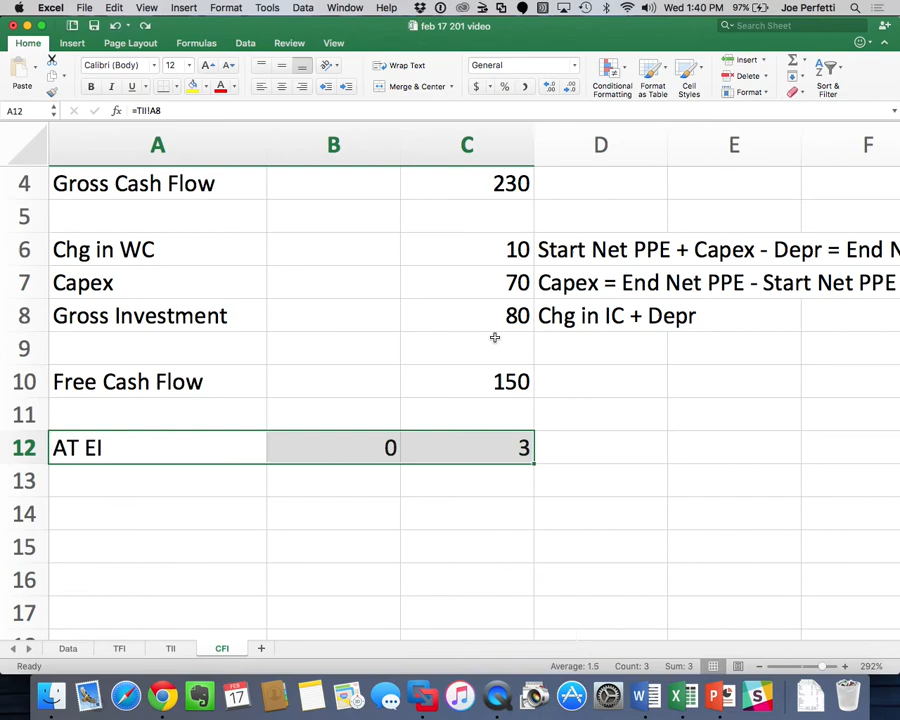 Excel File Edit View Insert Format Tools Data Window Help 97% Wed 1:40 PM Joe Perfetti
feb 17 201 video Search Sheet
Home Insert Page Layout Formulas Data Review View
Paste Calibri (Body) 12 A A Wrap Text General Conditional Formatting Format as Table Cell Styles Insert Delete Format Sort & Filter
B I U A Merge & Center $ %
A12 fx =TII!A8
A B C D E F
4 Gross Cash Flow 230
5
6 Chg in WC 10 Start Net PPE + Capex - Depr = End N
7 Capex 70 Capex = End Net PPE - Start Net PPE
8 Gross Investment 80 Chg in IC + Depr
9
10 Free Cash Flow 150
11
12 AT EI 0 3
13
14
15
16
17
Data TFI TII CFI +
Ready Average: 1.5 Count: 3 Sum: 3 292%